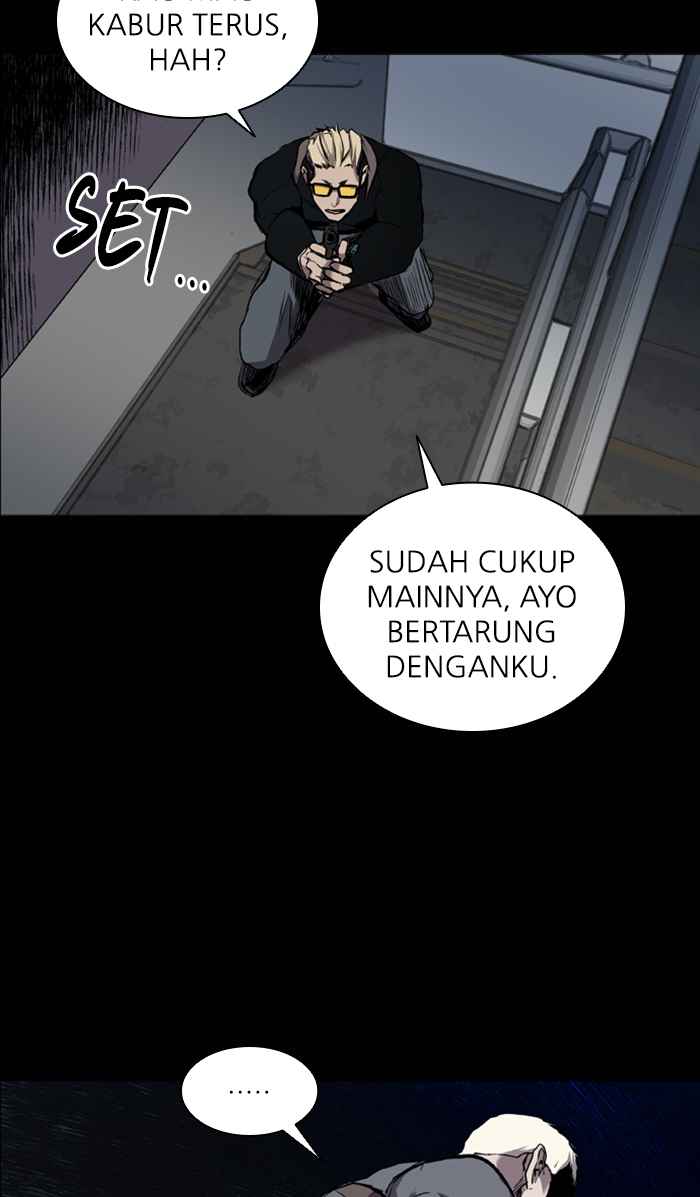 KABUR TERUS,
HAH?
SET...
SUDAH CUKUP
MAINNYA, AYO
BERTARUNG
DENGANKU.
.....